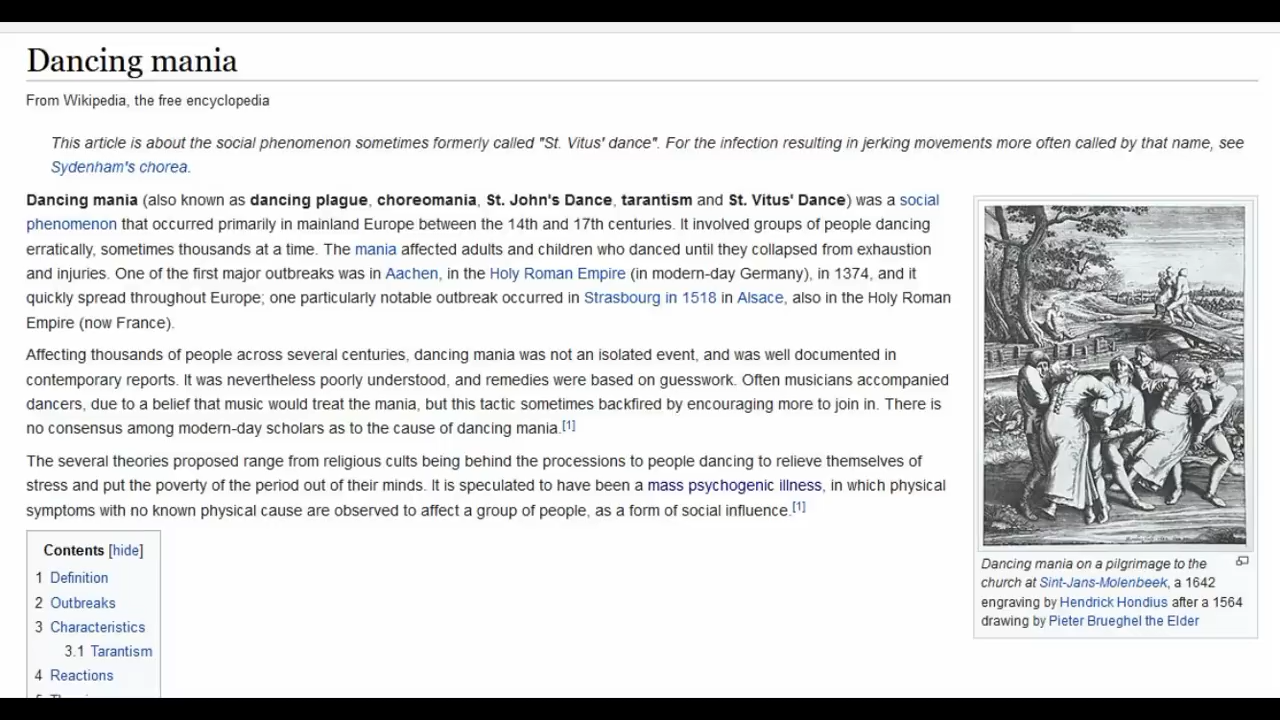 Dancing mania
From Wikipedia, the free encyclopedia
This article is about the social phenomenon sometimes formerly called "St. Vitus' dance". For the infection resulting in jerking movements more often called by that name, see
Sydenham's chorea.
Dancing mania (also known as dancing plague, choreomania, St. John's Dance, tarantism and St. Vitus' Dance) was a social
phenomenon that occurred primarily in mainland Europe between the 14th and 17th centuries. It involved groups of people dancing
erratically, sometimes thousands at a time. The mania affected adults and children who danced until they collapsed from exhaustion
and injuries. One of the first major outbreaks was in Aachen, in the Holy Roman Empire (in modern-day Germany), in 1374, and it
quickly spread throughout Europe; one particularly notable outbreak occurred in Strasbourg in 1518 in Alsace, also in the Holy Roman
Empire (now France).
Affecting thousands of people across several centuries, dancing mania was not an isolated event, and was well documented in
contemporary reports. It was nevertheless poorly understood, and remedies were based on guesswork. Often musicians accompanied
dancers, due to a belief that music would treat the mania, but this tactic sometimes backfired by encouraging more to join in. There is
no consensus among modern-day scholars as to the cause of dancing mania.[1]
The several theories proposed range from religious cults being behind the processions to people dancing to relieve themselves of
stress and put the poverty of the period out of their minds. It is speculated to have been a mass psychogenic illness, in which physical
symptoms with no known physical cause are observed to affect a group of people, as a form of social influence.[1]
Contents [hide]
1 Definition
2 Outbreaks
3 Characteristics
3.1 Tarantism
4 Reactions
Dancing mania on a pilgrimage to the
church at Sint-Jans-Molenbeek, a 1642
engraving by Hendrick Hondius after a 1564
drawing by Pieter Brueghel the Elder